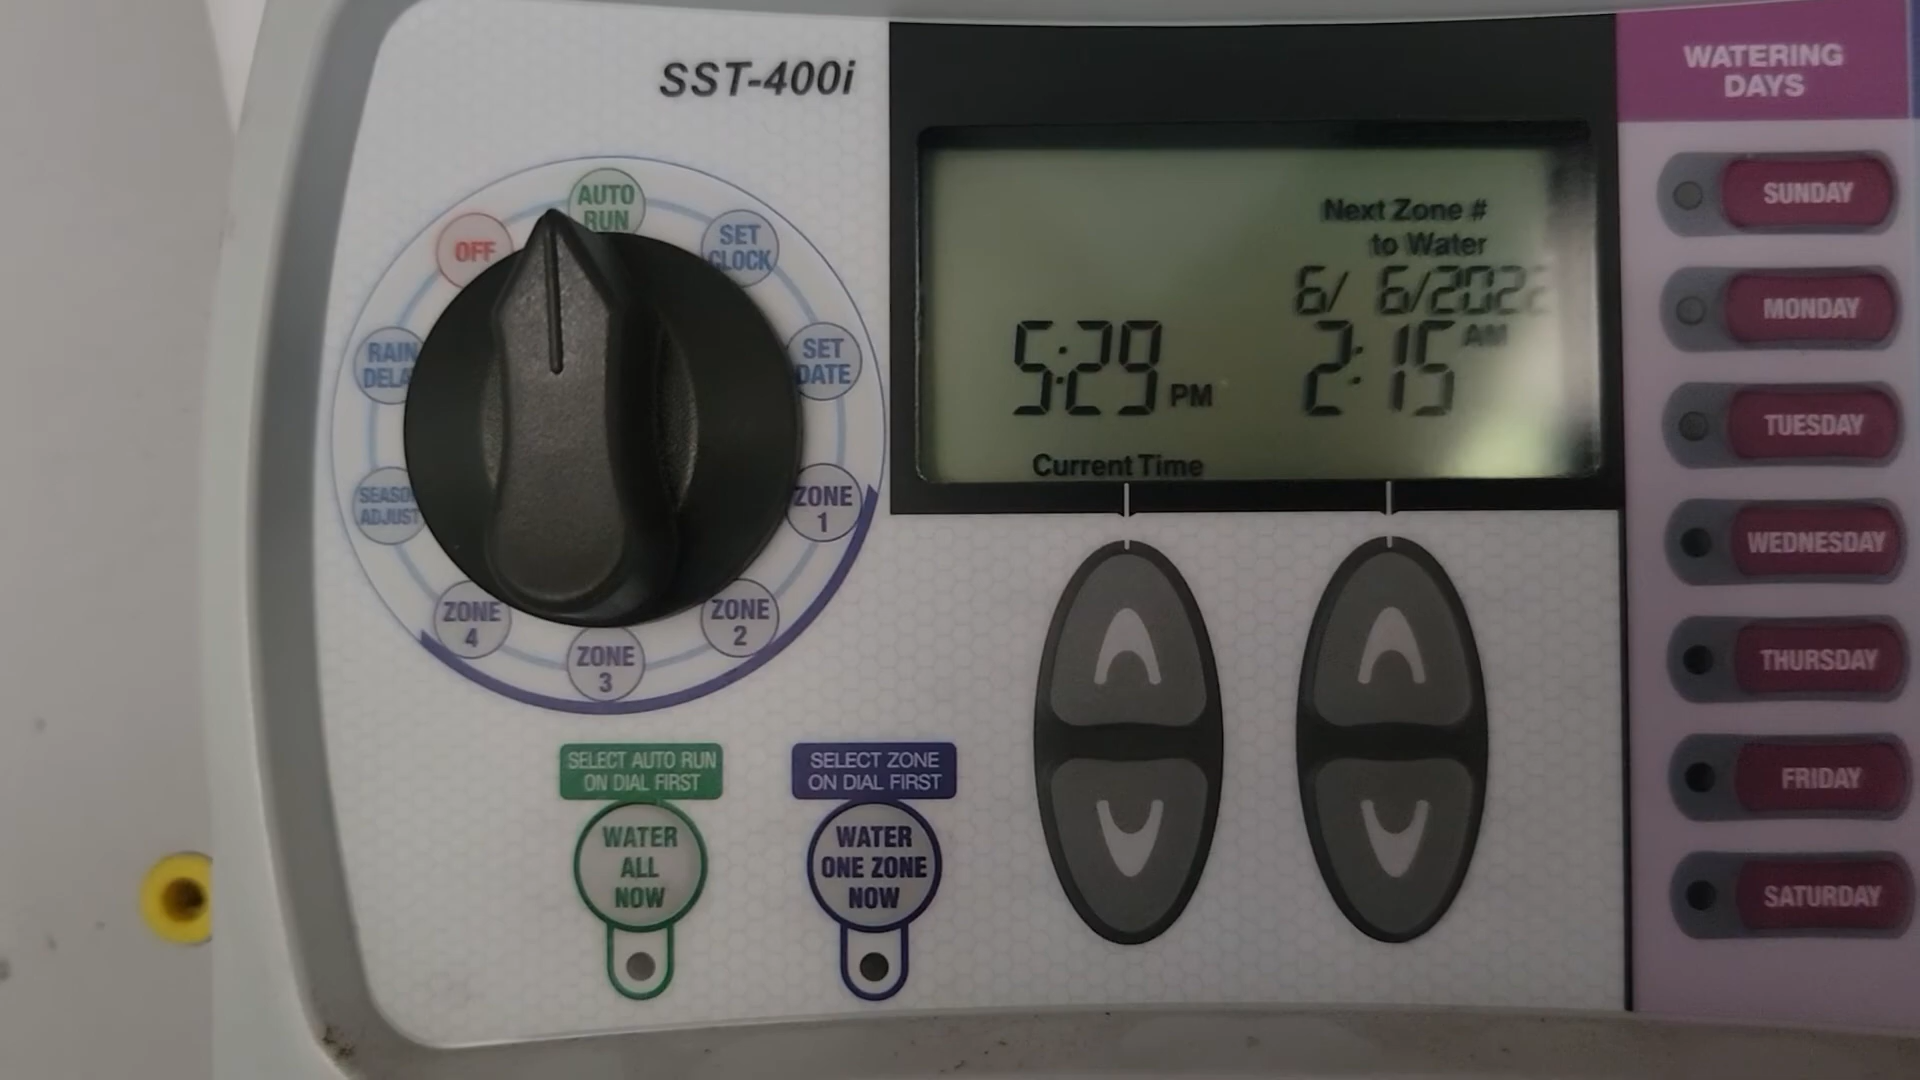 SST-400i
AUTO
RUN
OFF
SET
CLOCK
SET
DATE
ZONE
1
ZONE
2
ZONE
3
ZONE
4
ADJUST
RAIN
SELECT AUTO RUN
ON DIAL FIRST
WATER
ALL
NOW
SELECT ZONE
ON DIAL FIRST
WATER
ONE ZONE
NOW
Next Zone #
to Water
6/ 6/2022
5:29 PM
2:15 AM
Current Time
WATERING
DAYS
SUNDAY
MONDAY
TUESDAY
WEDNESDAY
THURSDAY
FRIDAY
SATURDAY